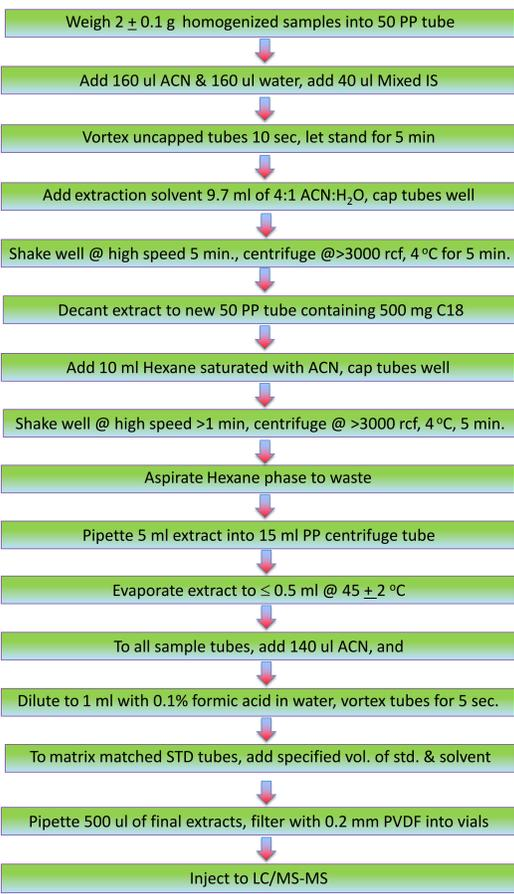 Weigh 2 ± 0.1 g homogenized samples into 50 PP tube
Add 160 ul ACN & 160 ul water, add 40 ul Mixed IS
Vortex uncapped tubes 10 sec, let stand for 5 min
Add extraction solvent 9.7 ml of 4:1 ACN:H₂O, cap tubes well
Shake well @ high speed 5 min., centrifuge @>3000 rcf, 4 ºC for 5 min.
Decant extract to new 50 PP tube containing 500 mg C18
Add 10 ml Hexane saturated with ACN, cap tubes well
Shake well @ high speed >1 min, centrifuge @ >3000 rcf, 4 ºC, 5 min.
Aspirate Hexane phase to waste
Pipette 5 ml extract into 15 ml PP centrifuge tube
Evaporate extract to ≤ 0.5 ml @ 45 ± 2 ºC
To all sample tubes, add 140 ul ACN, and
Dilute to 1 ml with 0.1% formic acid in water, vortex tubes for 5 sec.
To matrix matched STD tubes, add specified vol. of std. & solvent
Pipette 500 ul of final extracts, filter with 0.2 mm PVDF into vials
Inject to LC/MS-MS